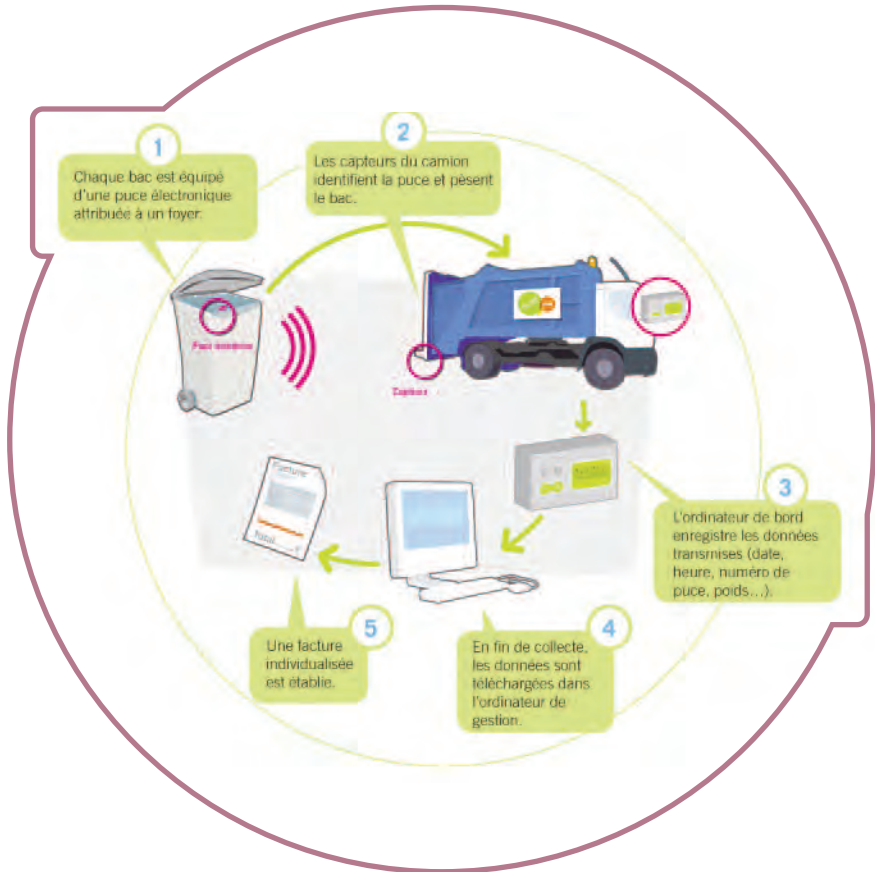 1
Chaque bac est équipé
d'une puce électronique
attribuée à un foyer.
2
Les capteurs du camion
identifient la puce et pèsent
le bac.
Capteur
3
L'ordinateur de bord
enregistre les données
transmises (date,
heure, numéro de
puce, poids...).
4
En fin de collecte,
les données sont
téléchargées dans
l'ordinateur de
gestion.
5
Une facture
individualisée
est établie.
Facture
Total